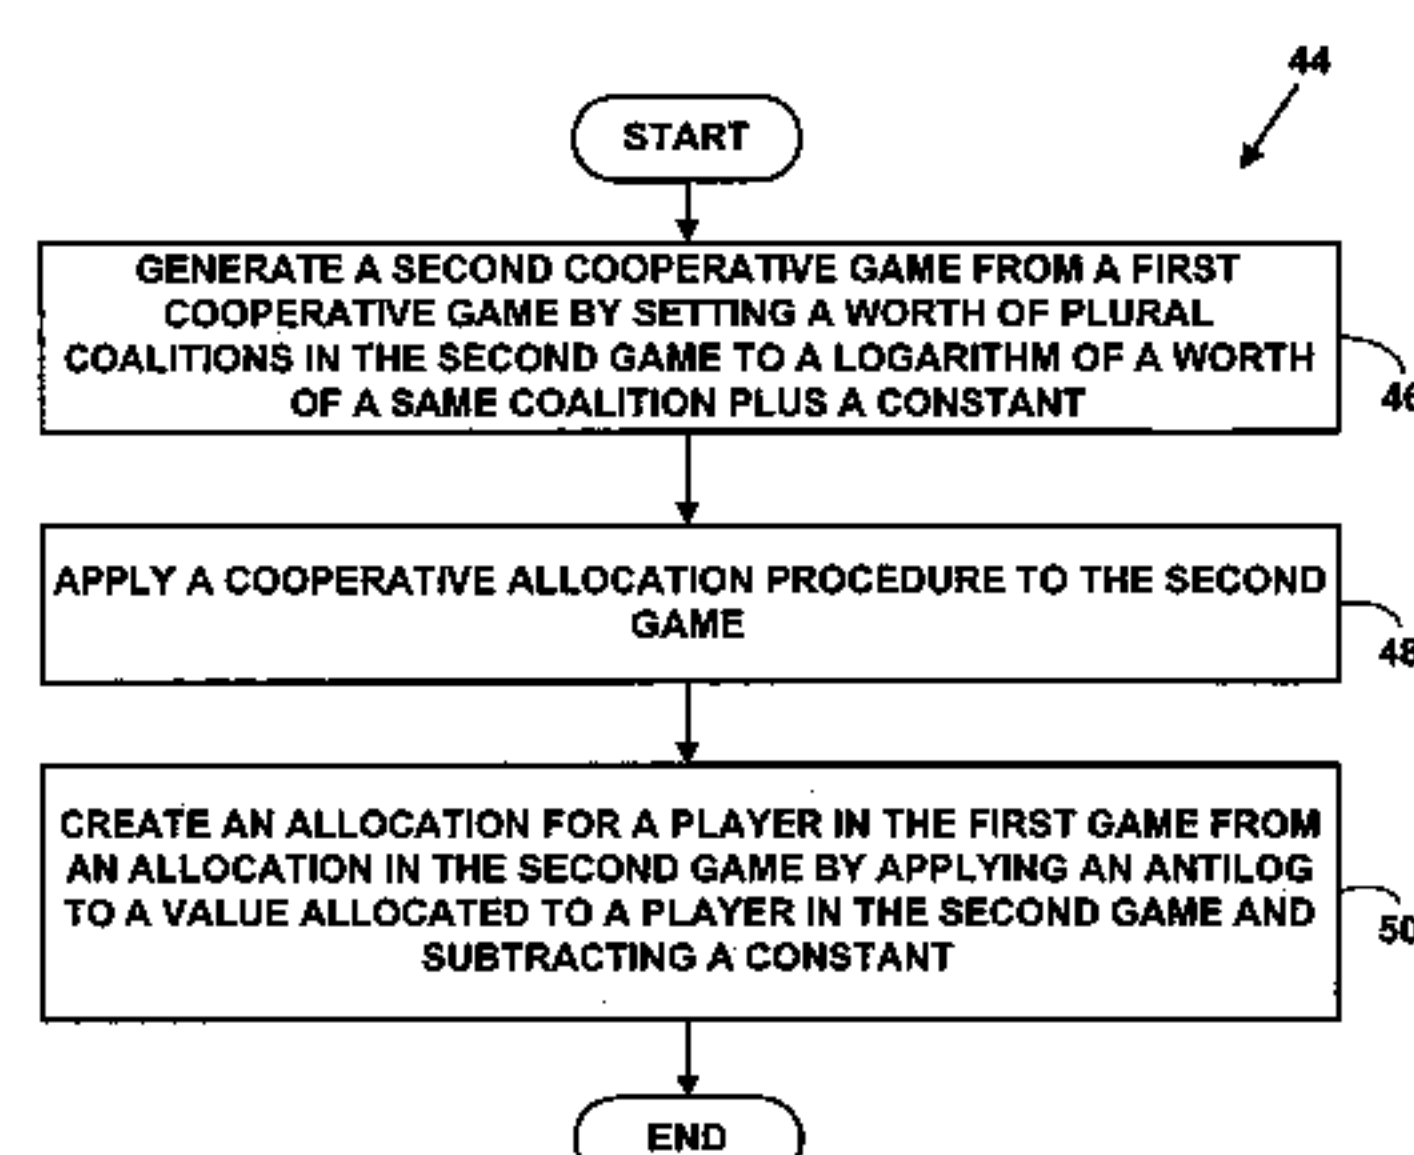 44
START
GENERATE A SECOND COOPERATIVE GAME FROM A FIRST
COOPERATIVE GAME BY SETTING A WORTH OF PLURAL
COALITIONS IN THE SECOND GAME TO A LOGARITHM OF A WORTH
OF A SAME COALITION PLUS A CONSTANT
46
APPLY A COOPERATIVE ALLOCATION PROCEDURE TO THE SECOND
GAME
48
CREATE AN ALLOCATION FOR A PLAYER IN THE FIRST GAME FROM
AN ALLOCATION IN THE SECOND GAME BY APPLYING AN ANTILOG
TO A VALUE ALLOCATED TO A PLAYER IN THE SECOND GAME AND
SUBTRACTING A CONSTANT
50
END